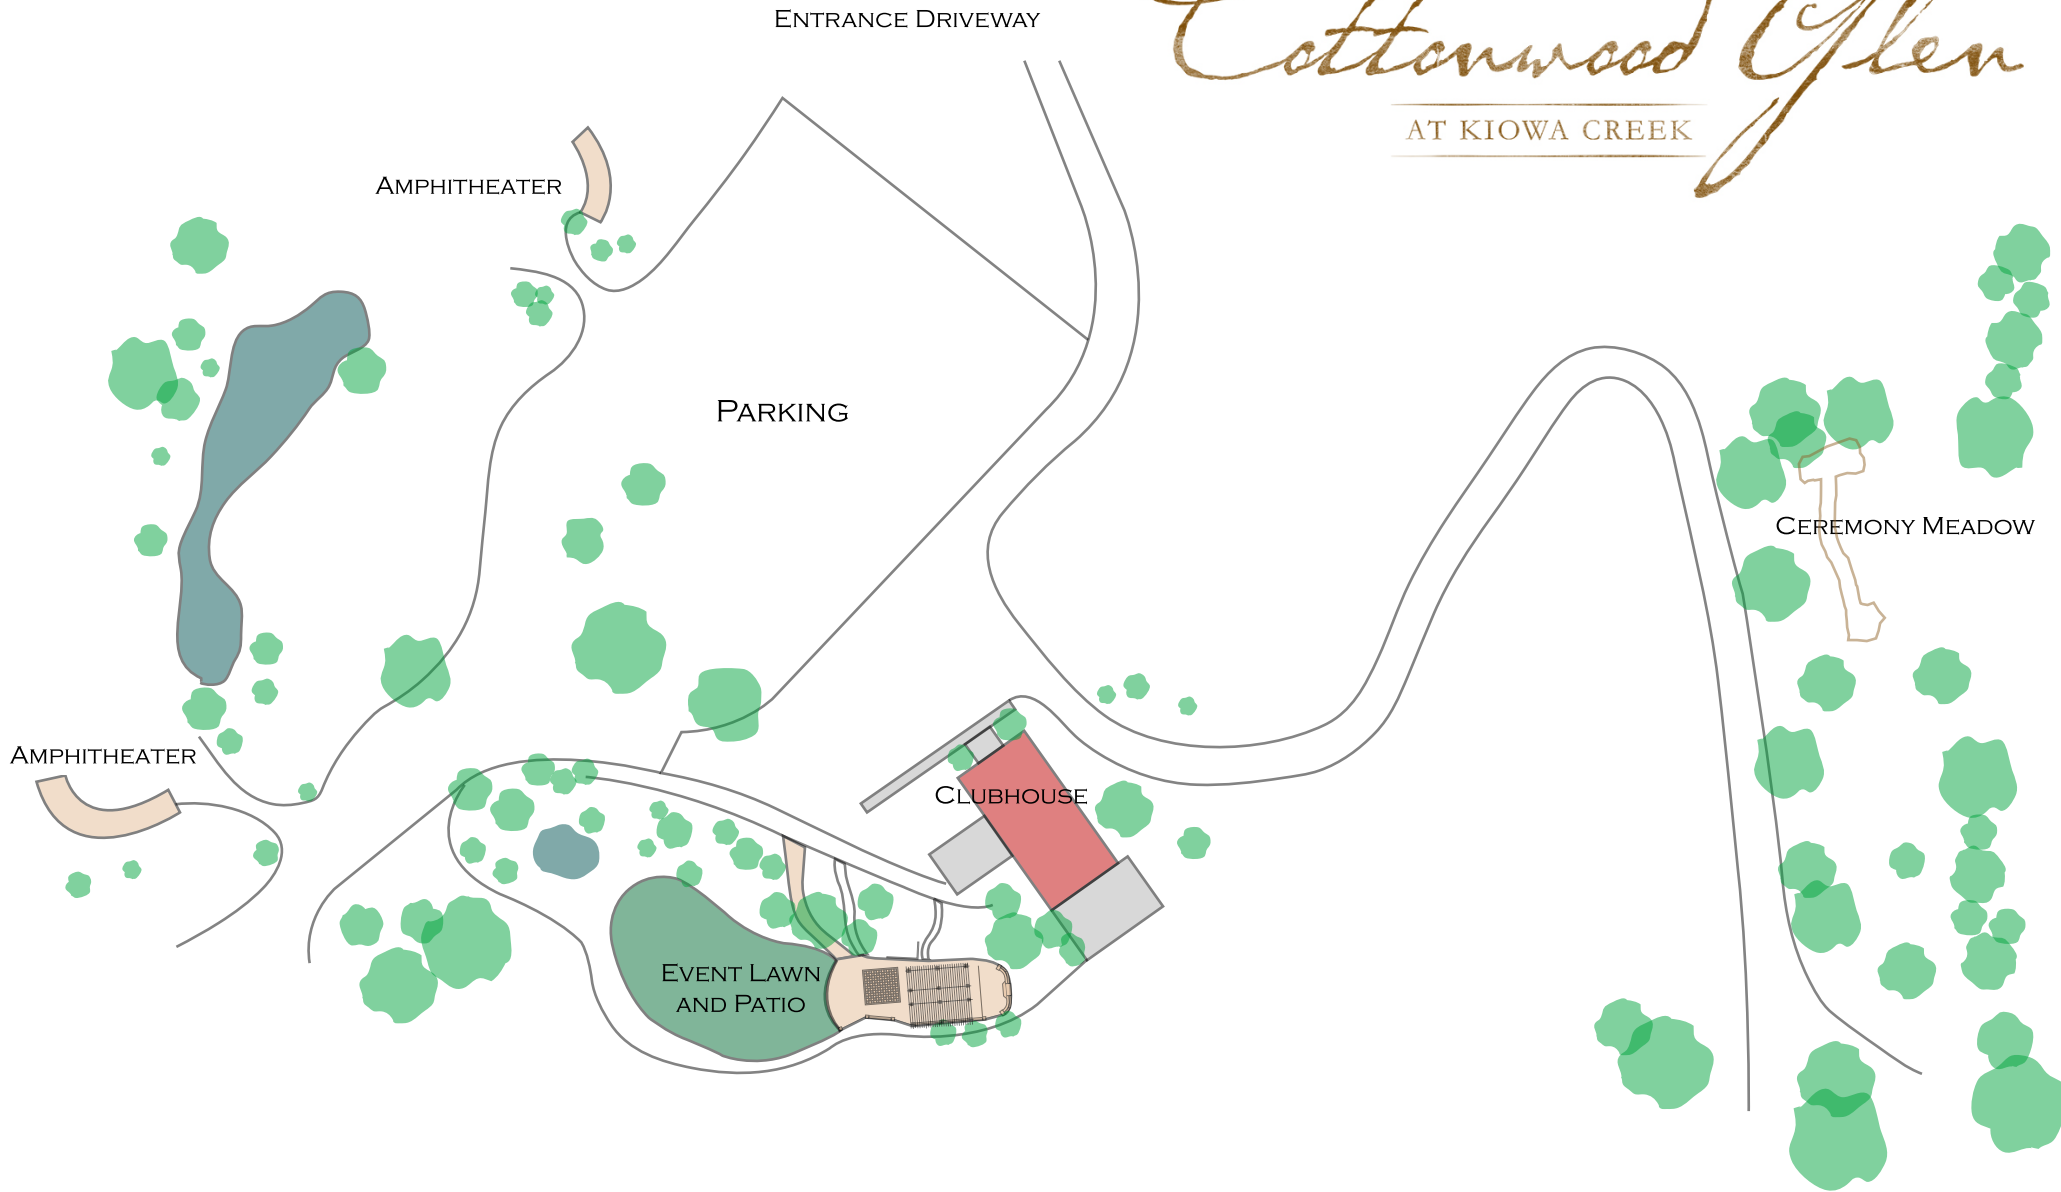 Entrance Driveway
Cottonwood Glen
AT KIOWA CREEK
Amphitheater
Parking
Ceremony Meadow
Amphitheater
Clubhouse
Event Lawn
and Patio